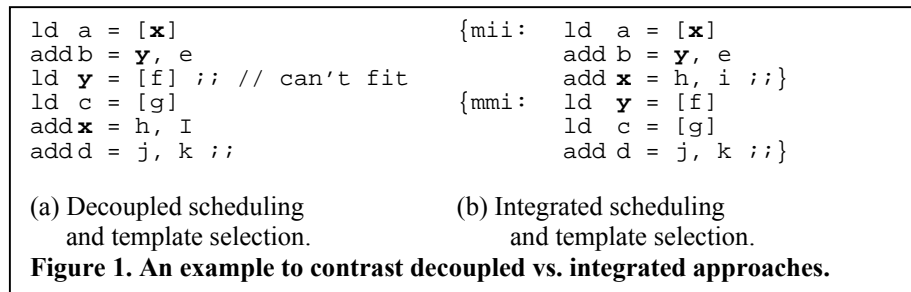 ld a = [x] {mii: ld a = [x]
add b = y, e add b = y, e
ld y = [f] ;; // can't fit add x = h, i ;;}
ld c = [g] {mmi: ld y = [f]
add x = h, I ld c = [g]
add d = j, k ;; add d = j, k ;;}
(a) Decoupled scheduling (b) Integrated scheduling
and template selection. and template selection.
Figure 1. An example to contrast decoupled vs. integrated approaches.